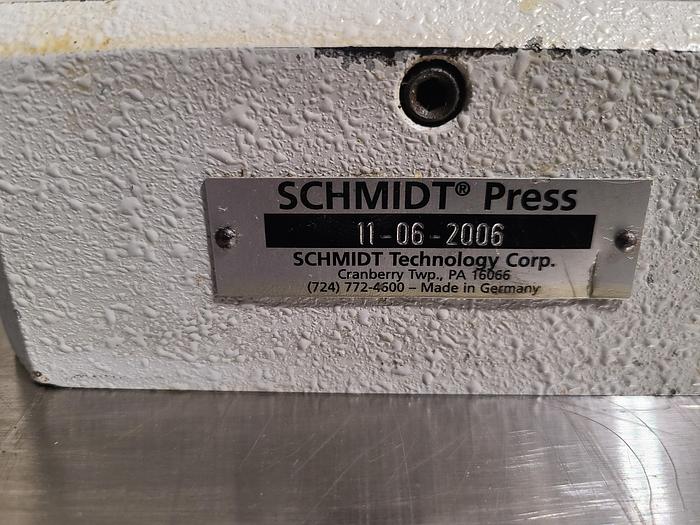 SCHMIDT® Press
11-06-2006
SCHMIDT Technology Corp.
Cranberry Twp., PA 16066
(724) 772-4600 – Made in Germany